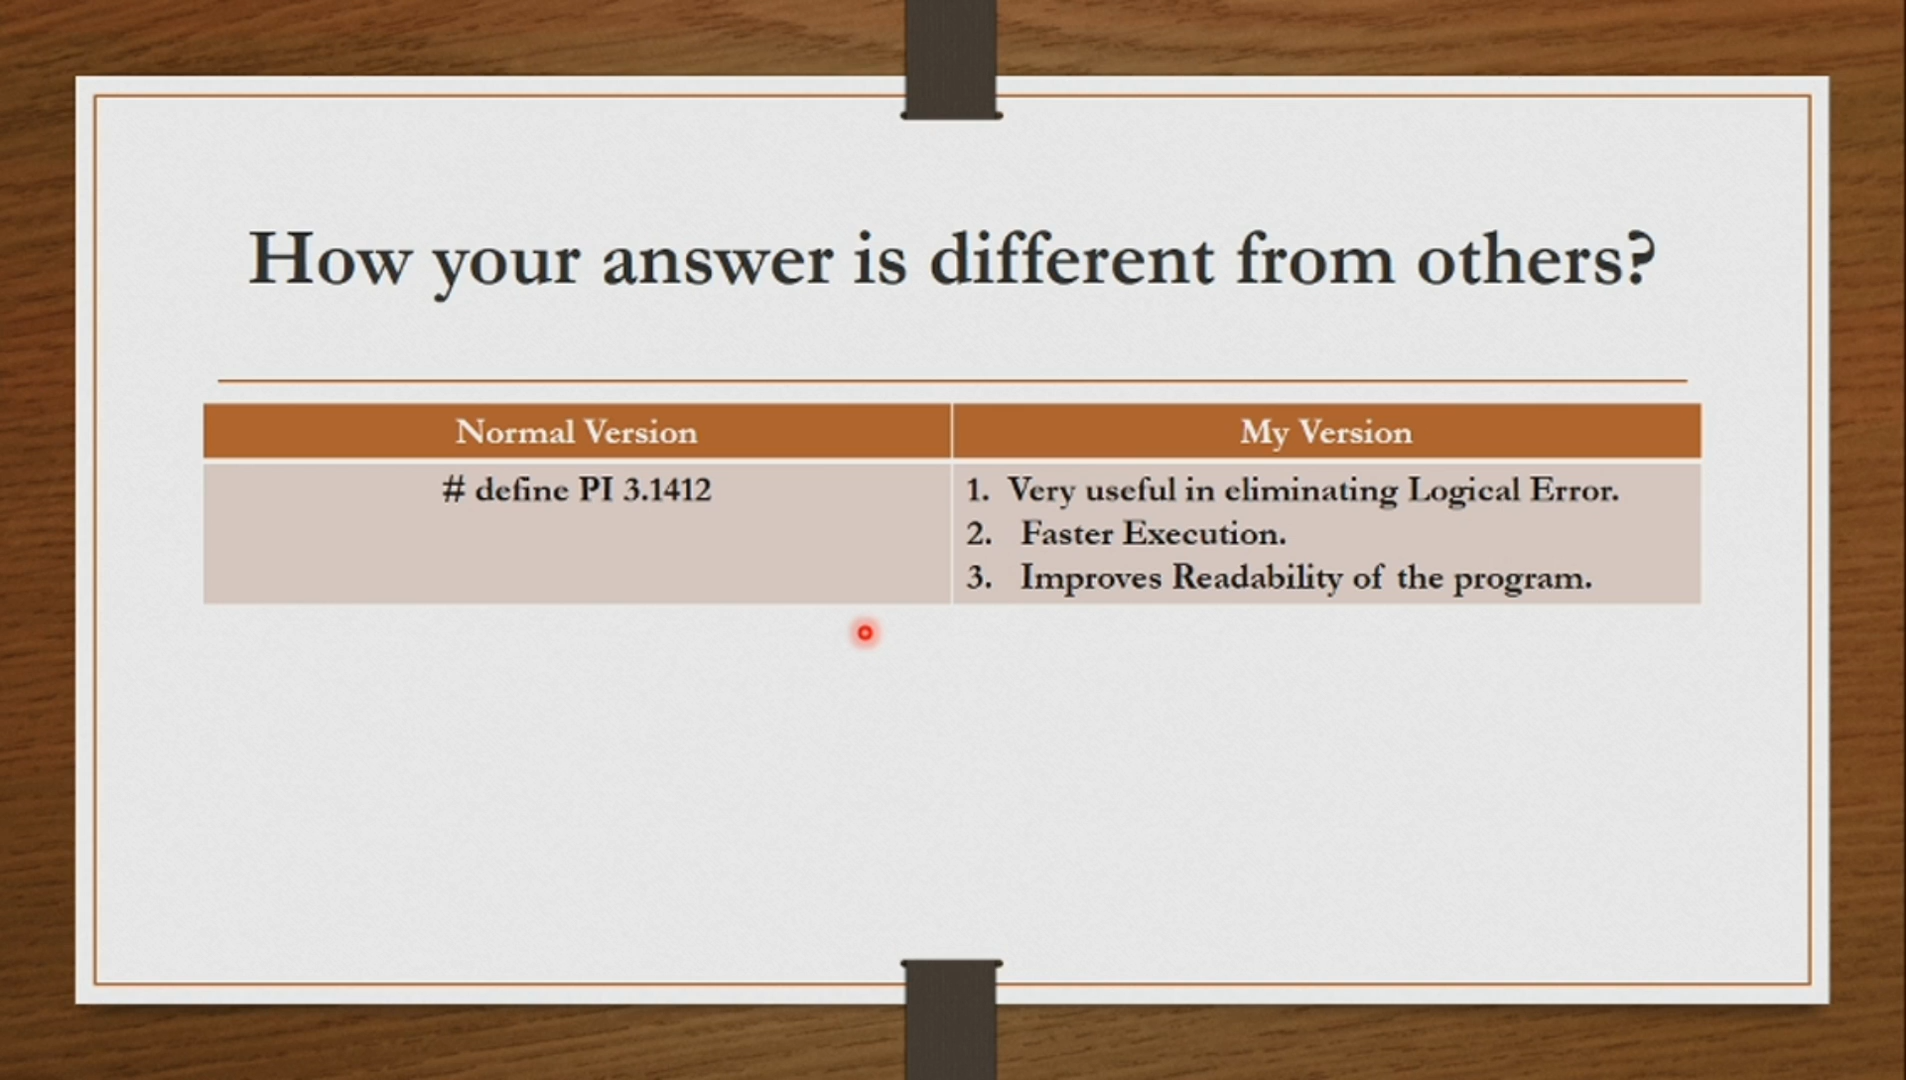 How your answer is different from others?
Normal Version
My Version
# define PI 3.1412
1. Very useful in eliminating Logical Error.
2. Faster Execution.
3. Improves Readability of the program.